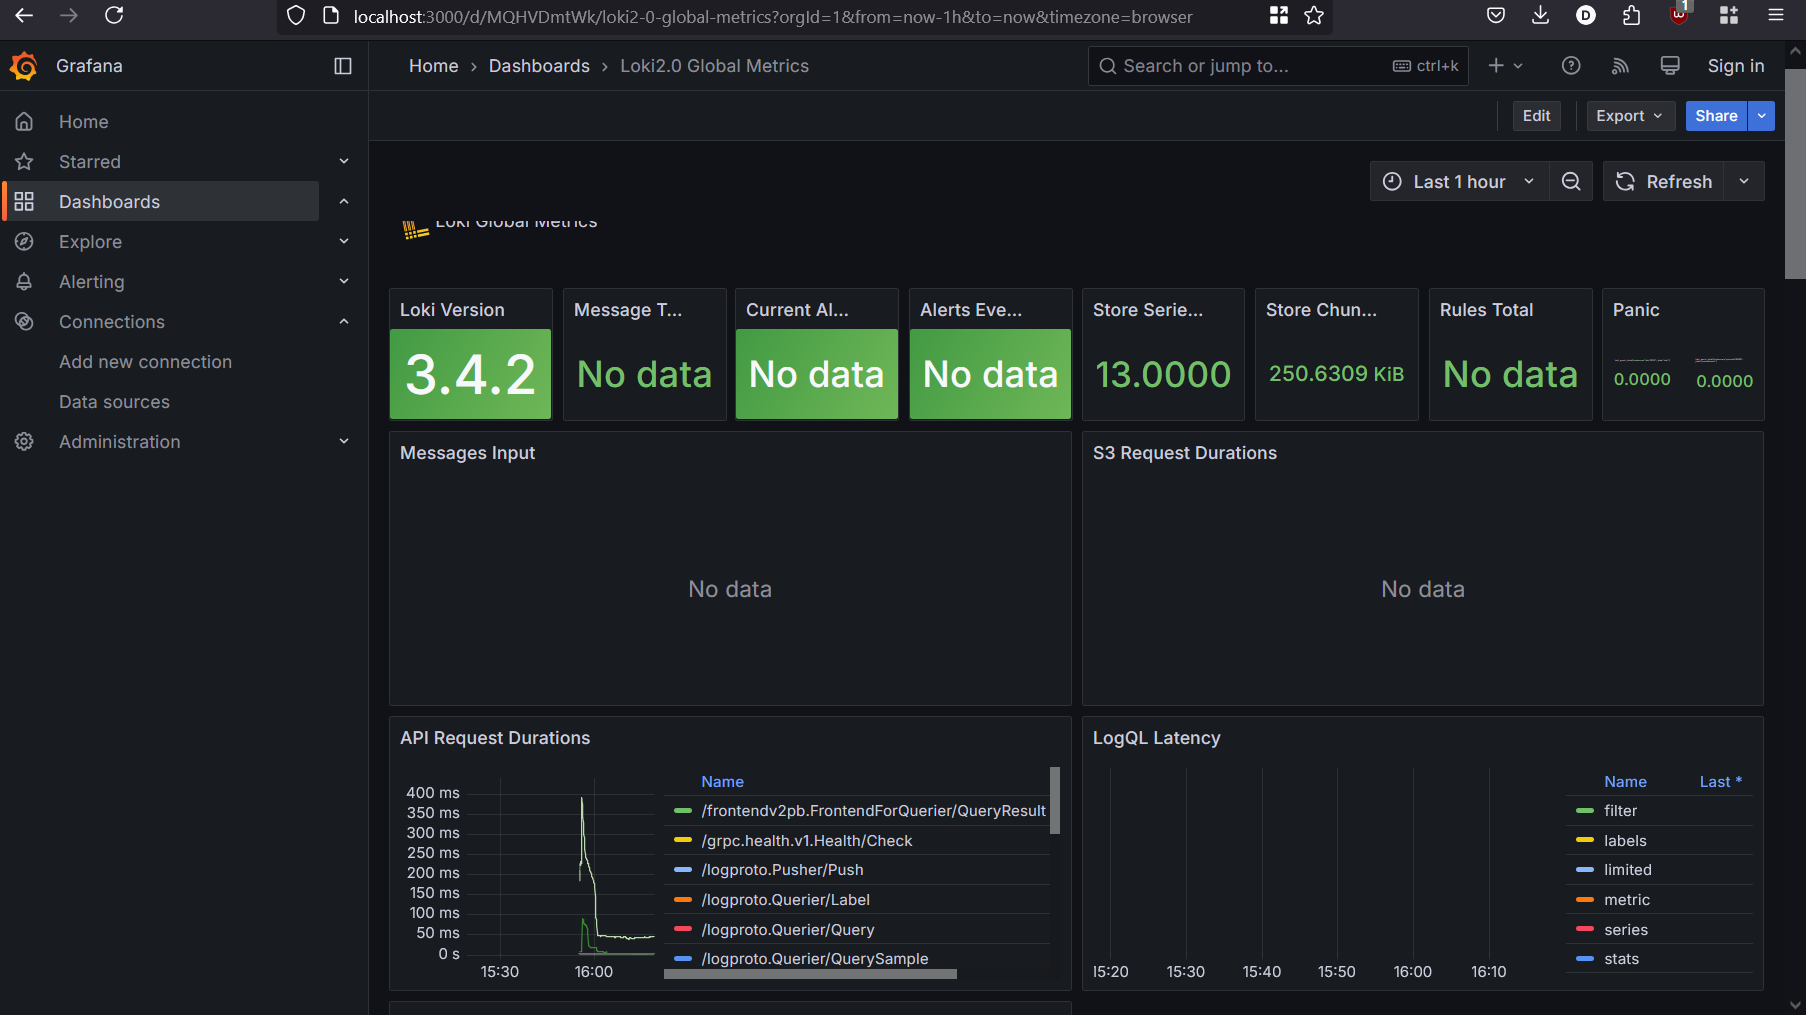 localhost:3000/d/MQHVDmtWk/loki2-0-global-metrics?orgId=1&from=now-1h&to=now&timezone=browser
D
1
Grafana
Home › Dashboards › Loki2.0 Global Metrics
Search or jump to...
ctrl+k
Sign in
Edit
Export
Share
Home
Starred
Dashboards
Explore
Alerting
Connections
Add new connection
Data sources
Administration
Last 1 hour
Refresh
Loki Global Metrics
Loki Version
3.4.2
Message T...
No data
Current Al...
No data
Alerts Eve...
No data
Store Serie...
13.0000
Store Chun...
250.6309 KiB
Rules Total
No data
Panic
0.0000
0.0000
Messages Input
No data
S3 Request Durations
No data
API Request Durations
400 ms
350 ms
300 ms
250 ms
200 ms
150 ms
100 ms
50 ms
0 s
15:30
16:00
Name
/frontendv2pb.FrontendForQuerier/QueryResult
/grpc.health.v1.Health/Check
/logproto.Pusher/Push
/logproto.Querier/Label
/logproto.Querier/Query
/logproto.Querier/QuerySample
LogQL Latency
15:20
15:30
15:40
15:50
16:00
16:10
Name
Last *
filter
labels
limited
metric
series
stats